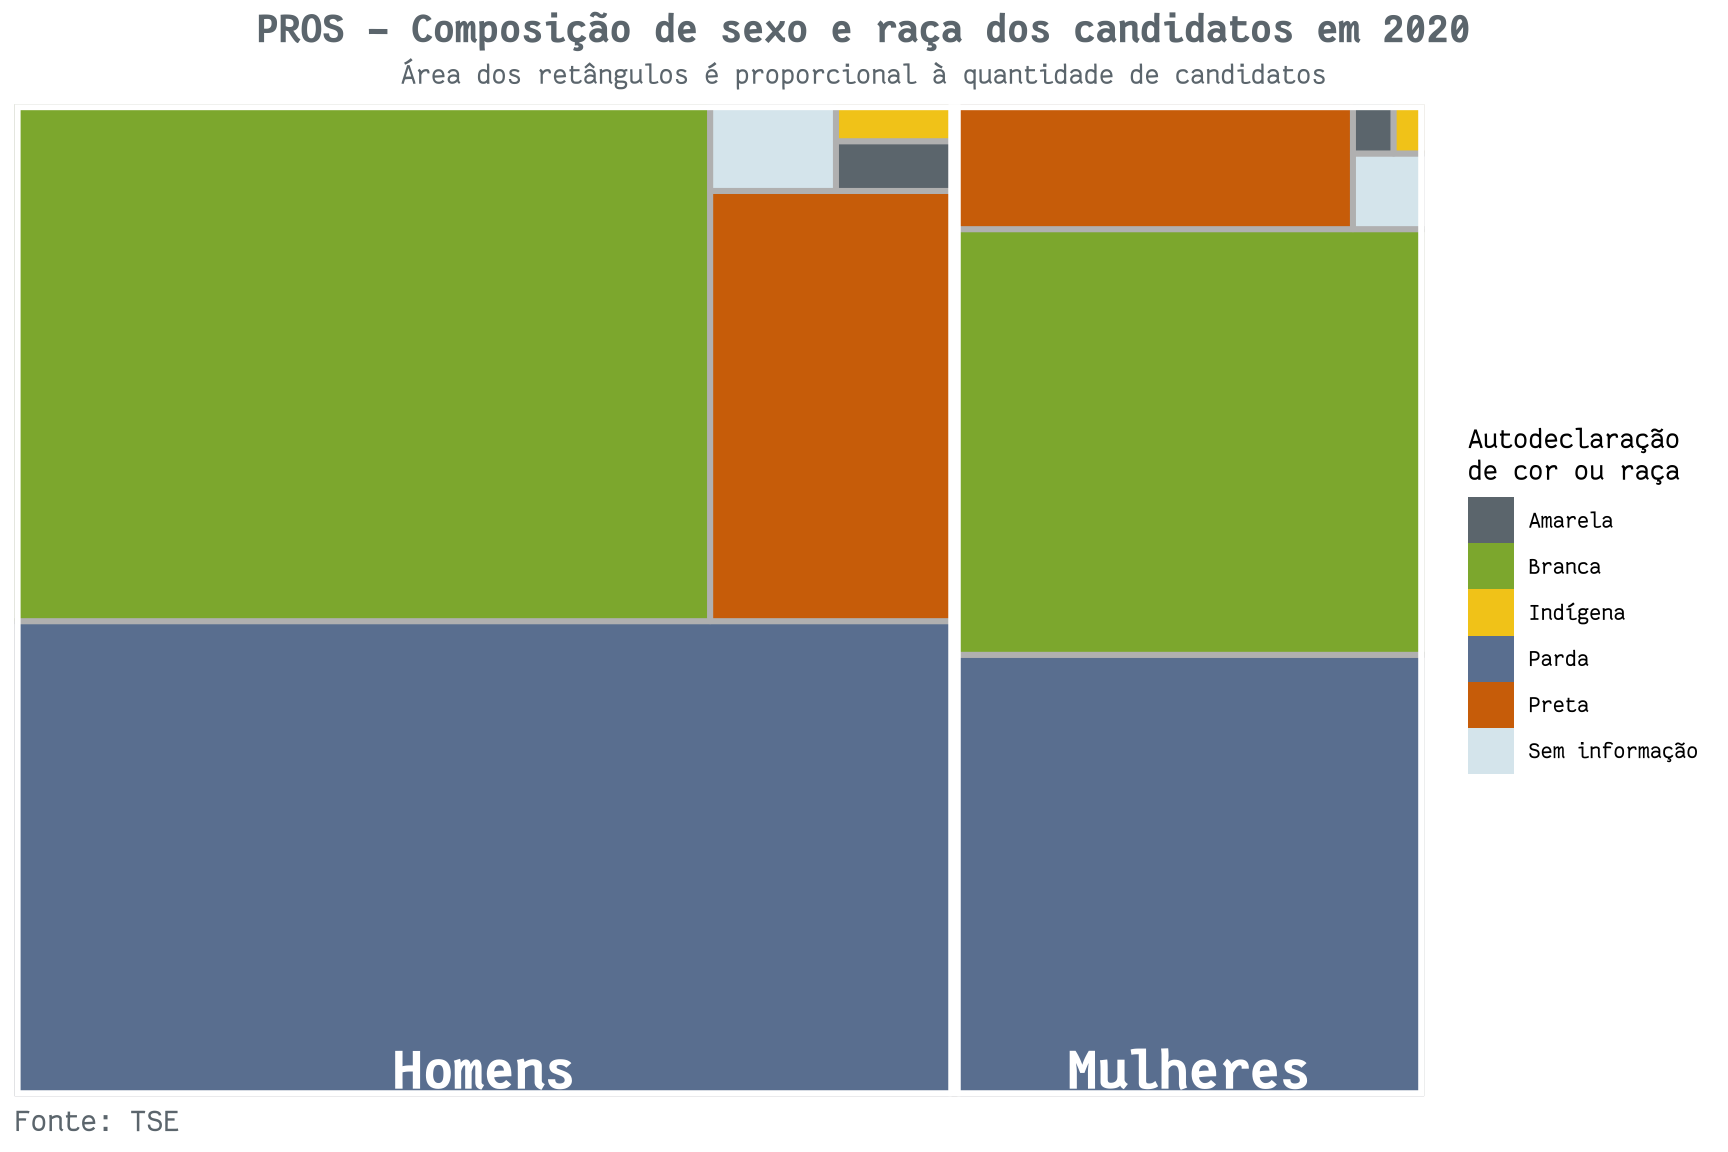 PROS – Composição de sexo e raça dos candidatos em 2020
Área dos retângulos é proporcional à quantidade de candidatos
Homens
Mulheres
Autodeclaração
de cor ou raça
Amarela
Branca
Indígena
Parda
Preta
Sem informação
Fonte: TSE